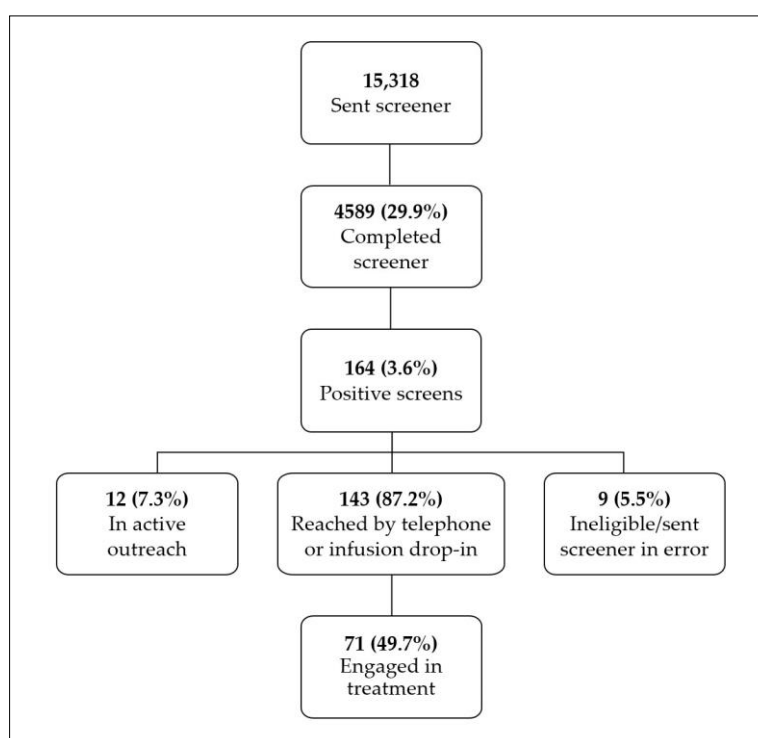 15,318
Sent screener
4589 (29.9%)
Completed
screener
164 (3.6%)
Positive screens
12 (7.3%)
In active
outreach
143 (87.2%)
Reached by telephone
or infusion drop-in
9 (5.5%)
Ineligible/sent
screener in error
71 (49.7%)
Engaged in
treatment